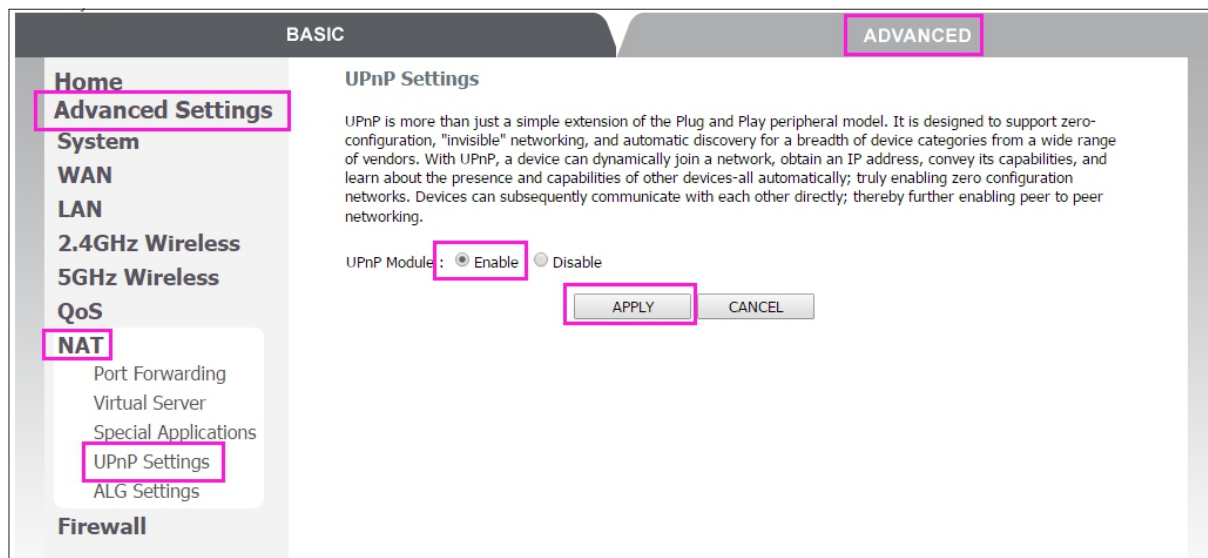 BASIC
ADVANCED
Home
Advanced Settings
System
WAN
LAN
2.4GHz Wireless
5GHz Wireless
QoS
NAT
Port Forwarding
Virtual Server
Special Applications
UPnP Settings
ALG Settings
Firewall
UPnP Settings
UPnP is more than just a simple extension of the Plug and Play peripheral model. It is designed to support zero-
configuration, "invisible" networking, and automatic discovery for a breadth of device categories from a wide range
of vendors. With UPnP, a device can dynamically join a network, obtain an IP address, convey its capabilities, and
learn about the presence and capabilities of other devices-all automatically; truly enabling zero configuration
networks. Devices can subsequently communicate with each other directly; thereby further enabling peer to peer
networking.
UPnP Module : Enable Disable
APPLY CANCEL